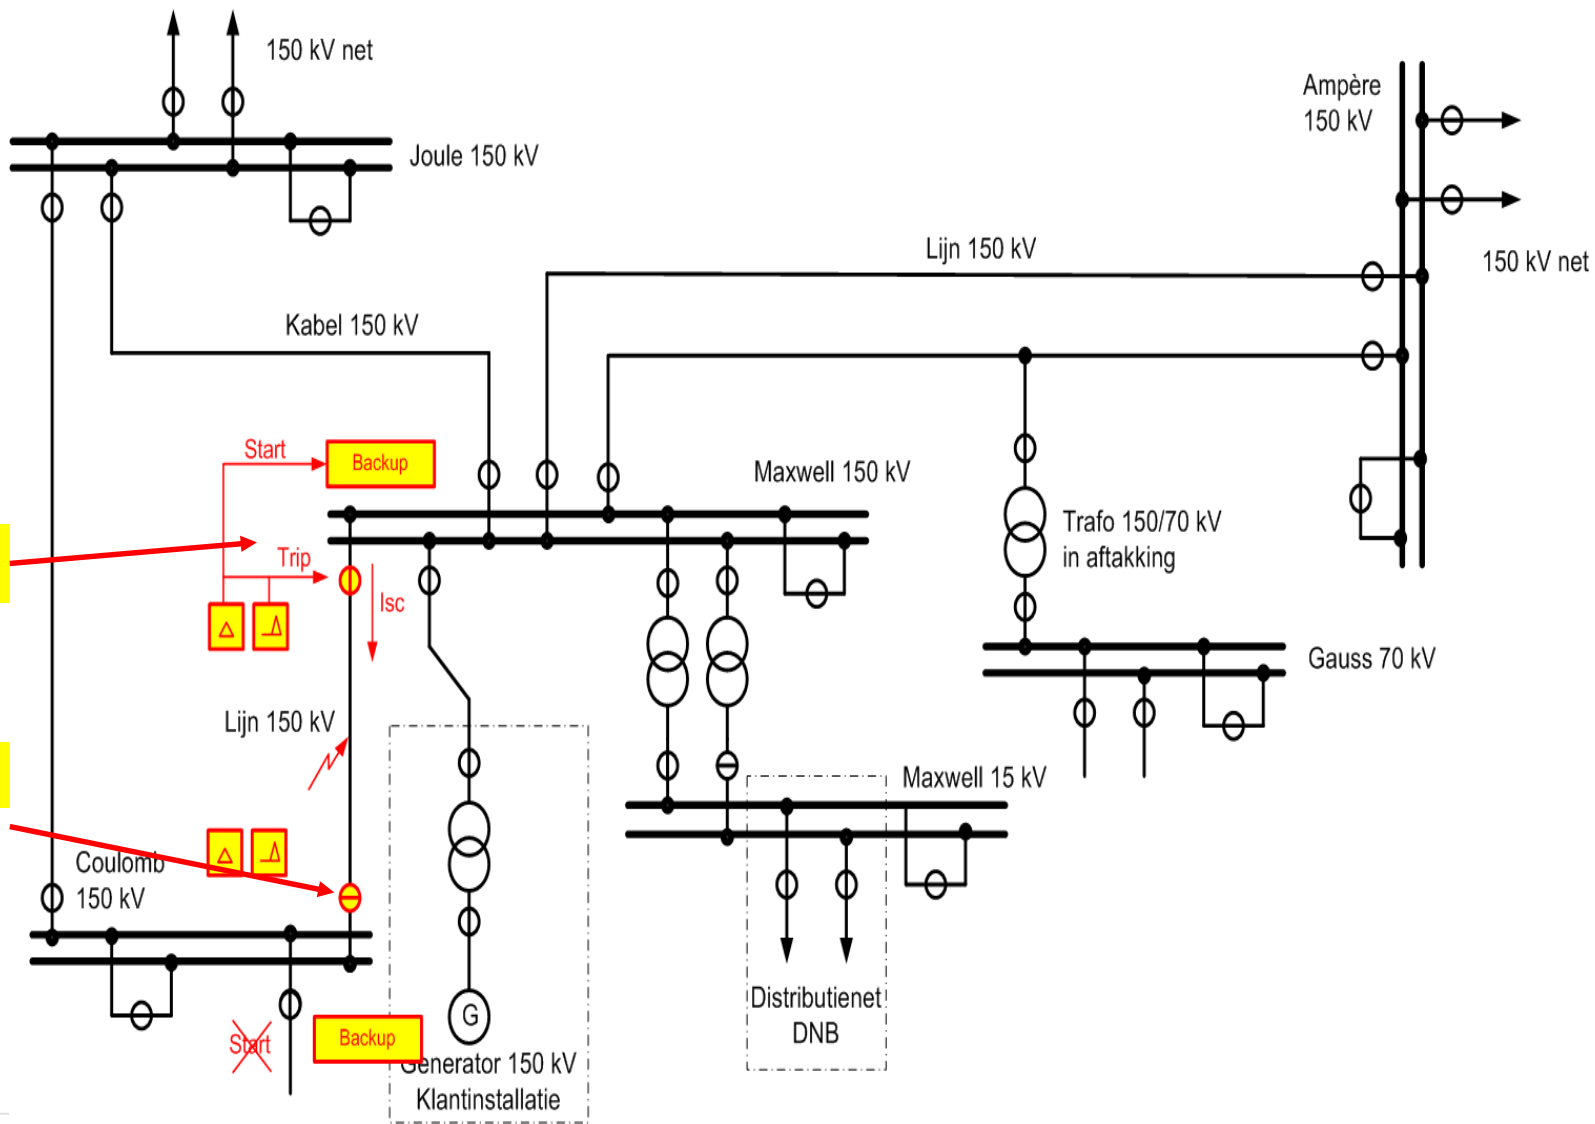 150 kV net
Ampère
150 kV
Joule 150 kV
Lijn 150 kV
150 kV net
Kabel 150 kV
Start
Backup
Maxwell 150 kV
Trafo 150/70 kV
in aftakking
Trip
Isc
Gauss 70 kV
Lijn 150 kV
Maxwell 15 kV
Coulomb
150 kV
Distributienet
DNB
G
Start
Backup
Generator 150 kV
Klantinstallatie